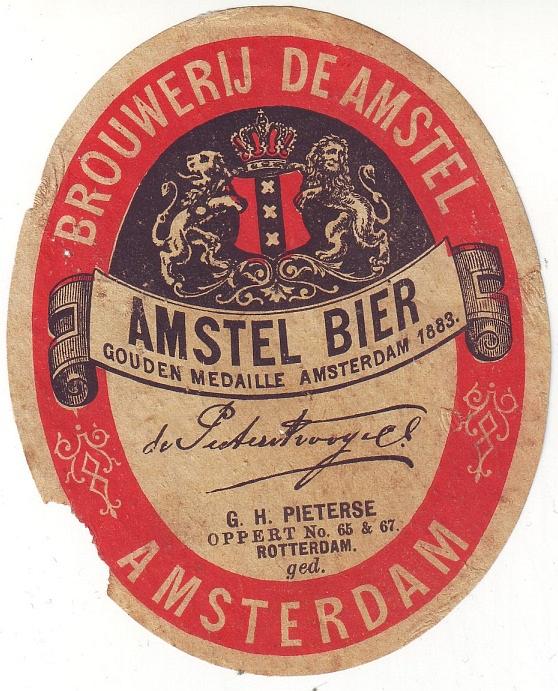 BROUWERIJ DE AMSTEL
AMSTEL BIER
GOUDEN MEDAILLE AMSTERDAM 1883.
G. H. PIETERSE
OPPERT No. 65 & 67.
ROTTERDAM.
ged.
AMSTERDAM